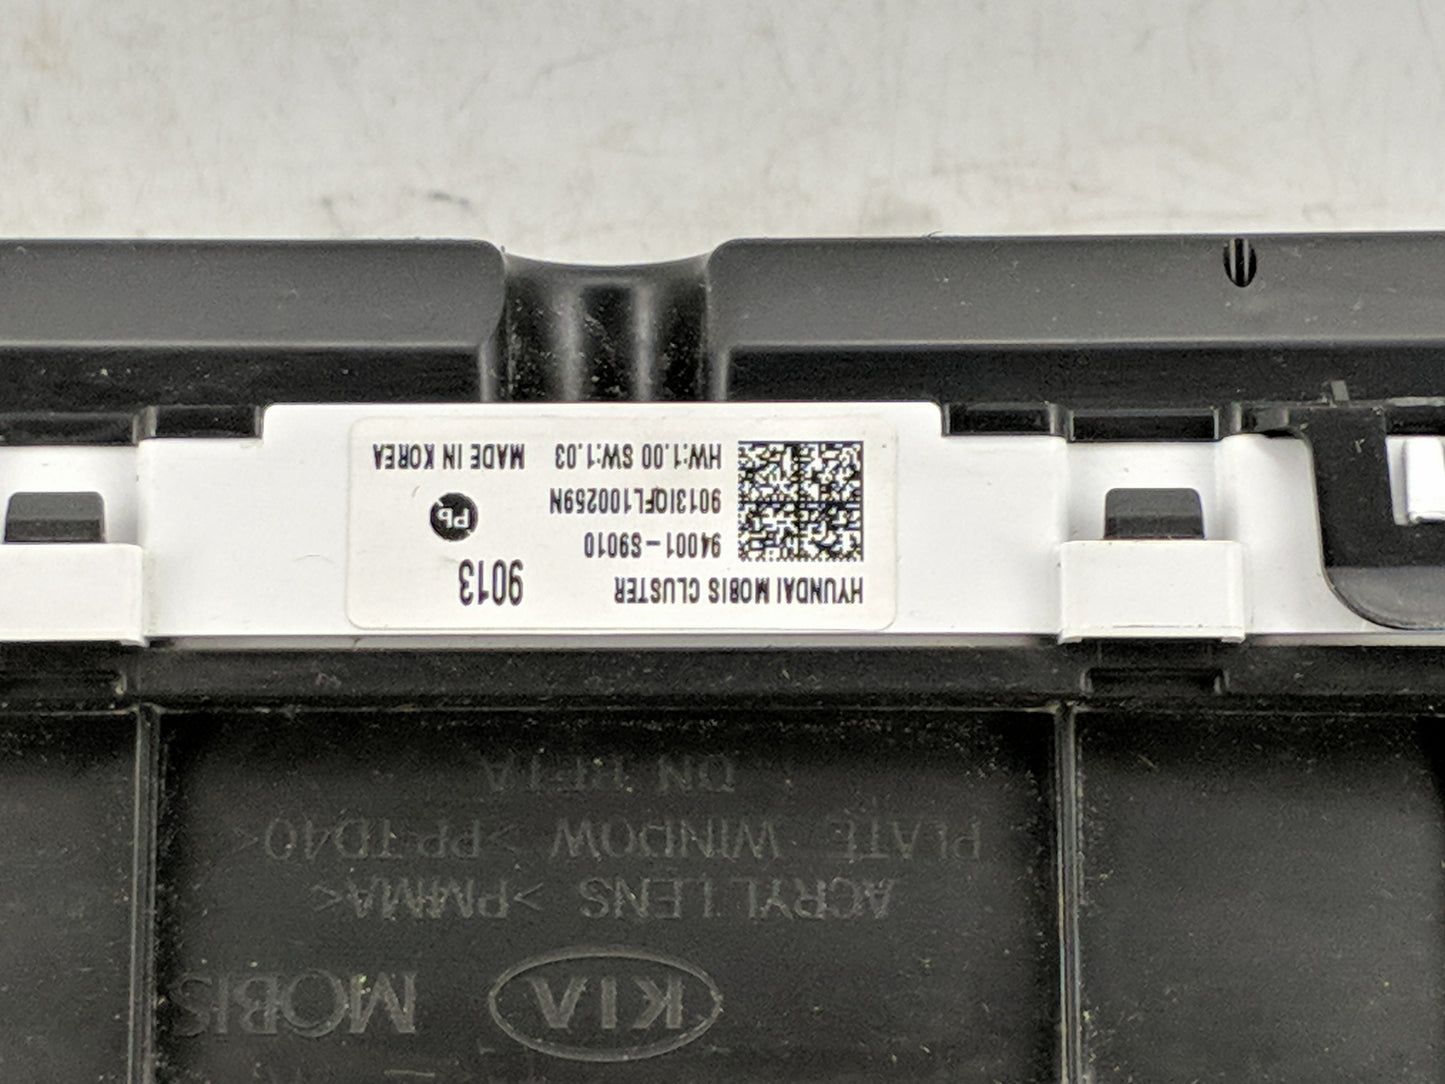 HYUNDAI MOBIS CLUSTER 9013
94001-S9010
9013IQFL100259N Pb
HW:1.00 SW:1.03 MADE IN KOREA
KIA MOBIS
ACRYL LENS >PMMA<
PLATE WINDOW >PP-TD40<
ON